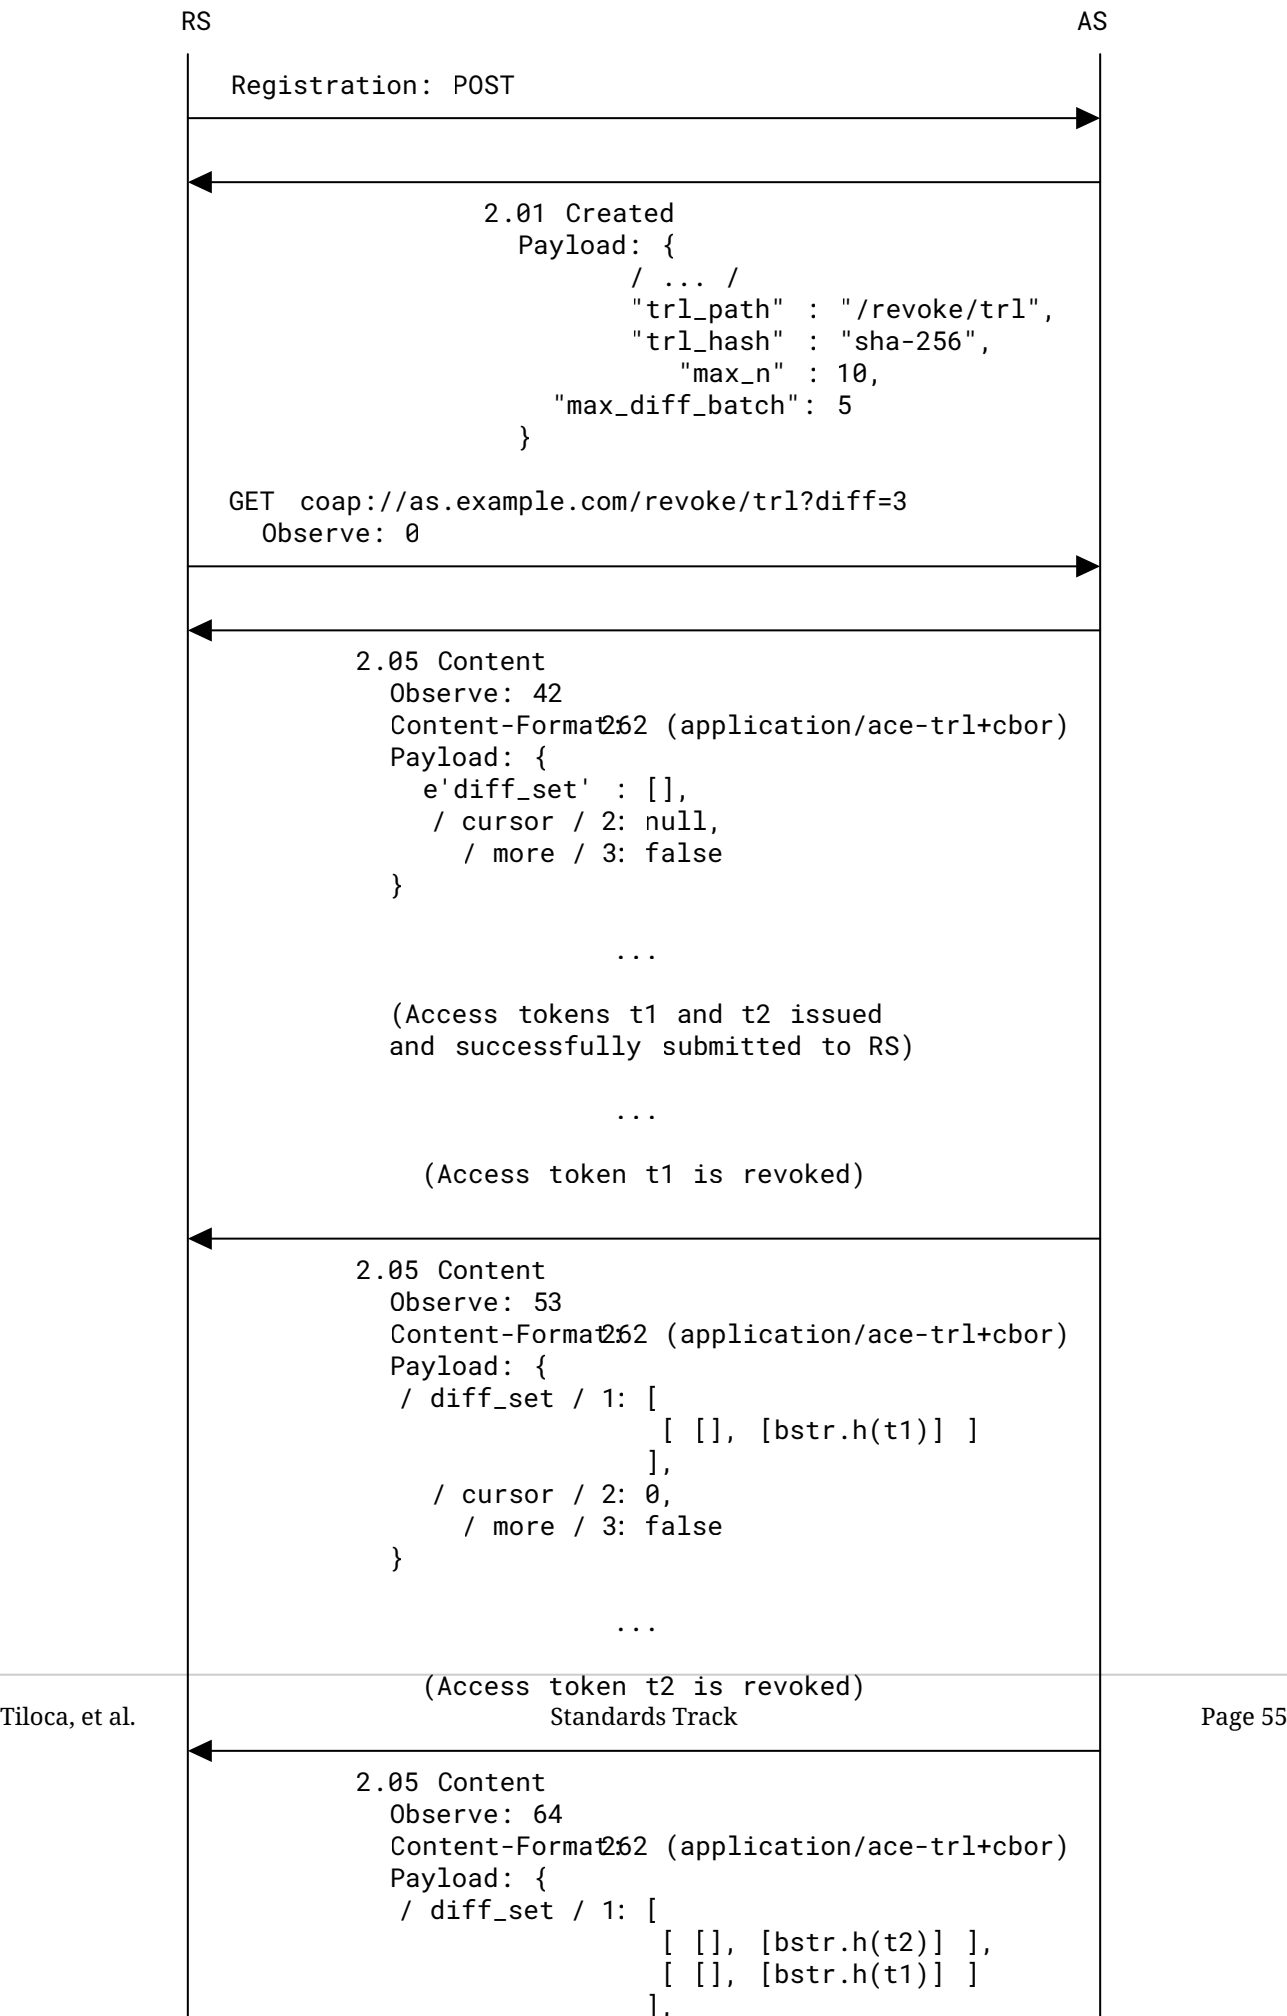 RS AS
Registration: POST
2.01 Created
Payload: {
/ ... /
"trl_path" : "/revoke/trl",
"trl_hash" : "sha-256",
"max_n" : 10,
"max_diff_batch": 5
}
GET coap://as.example.com/revoke/trl?diff=3
Observe: 0
2.05 Content
Observe: 42
Content-Format: 262 (application/ace-trl+cbor)
Payload: {
e'diff_set' : [],
/ cursor / 2: null,
/ more / 3: false
}
...
(Access tokens t1 and t2 issued
and successfully submitted to RS)
...
(Access token t1 is revoked)
2.05 Content
Observe: 53
Content-Format: 262 (application/ace-trl+cbor)
Payload: {
/ diff_set / 1: [
[ [], [bstr.h(t1)] ]
],
/ cursor / 2: 0,
/ more / 3: false
}
...
(Access token t2 is revoked)
Tiloca, et al. Standards Track Page 55
2.05 Content
Observe: 64
Content-Format: 262 (application/ace-trl+cbor)
Payload: {
/ diff_set / 1: [
[ [], [bstr.h(t2)] ],
[ [], [bstr.h(t1)] ]
],